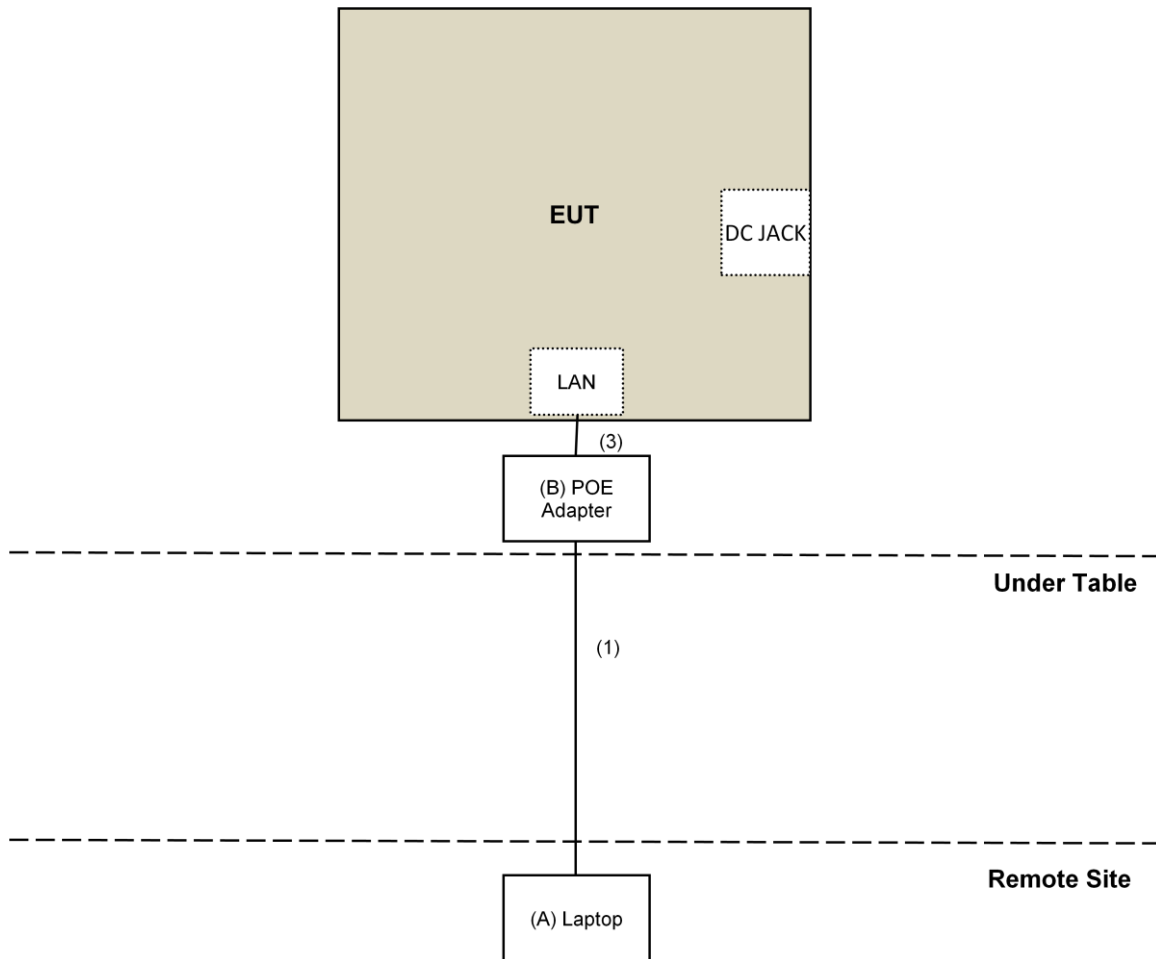 EUT
DC JACK
LAN
(3)
(B) POE
Adapter
Under Table
(1)
Remote Site
(A) Laptop